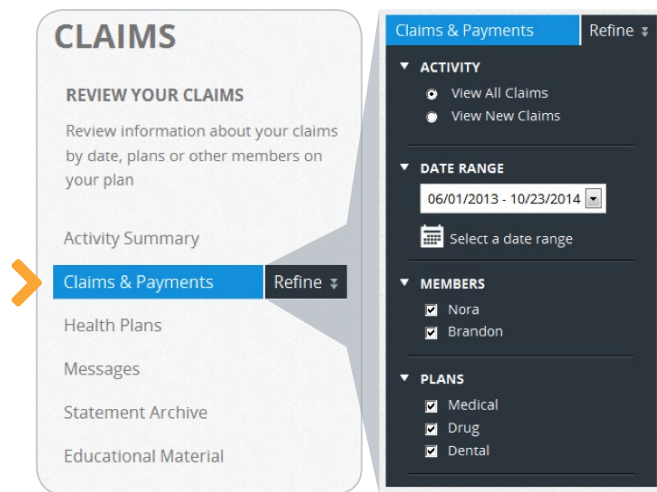 CLAIMS
REVIEW YOUR CLAIMS
Review information about your claims
by date, plans or other members on
your plan
Activity Summary
Claims & Payments Refine
Health Plans
Messages
Statement Archive
Educational Material
Claims & Payments Refine
ACTIVITY
View All Claims
View New Claims
DATE RANGE
06/01/2013 - 10/23/2014
Select a date range
MEMBERS
Nora
Brandon
PLANS
Medical
Drug
Dental